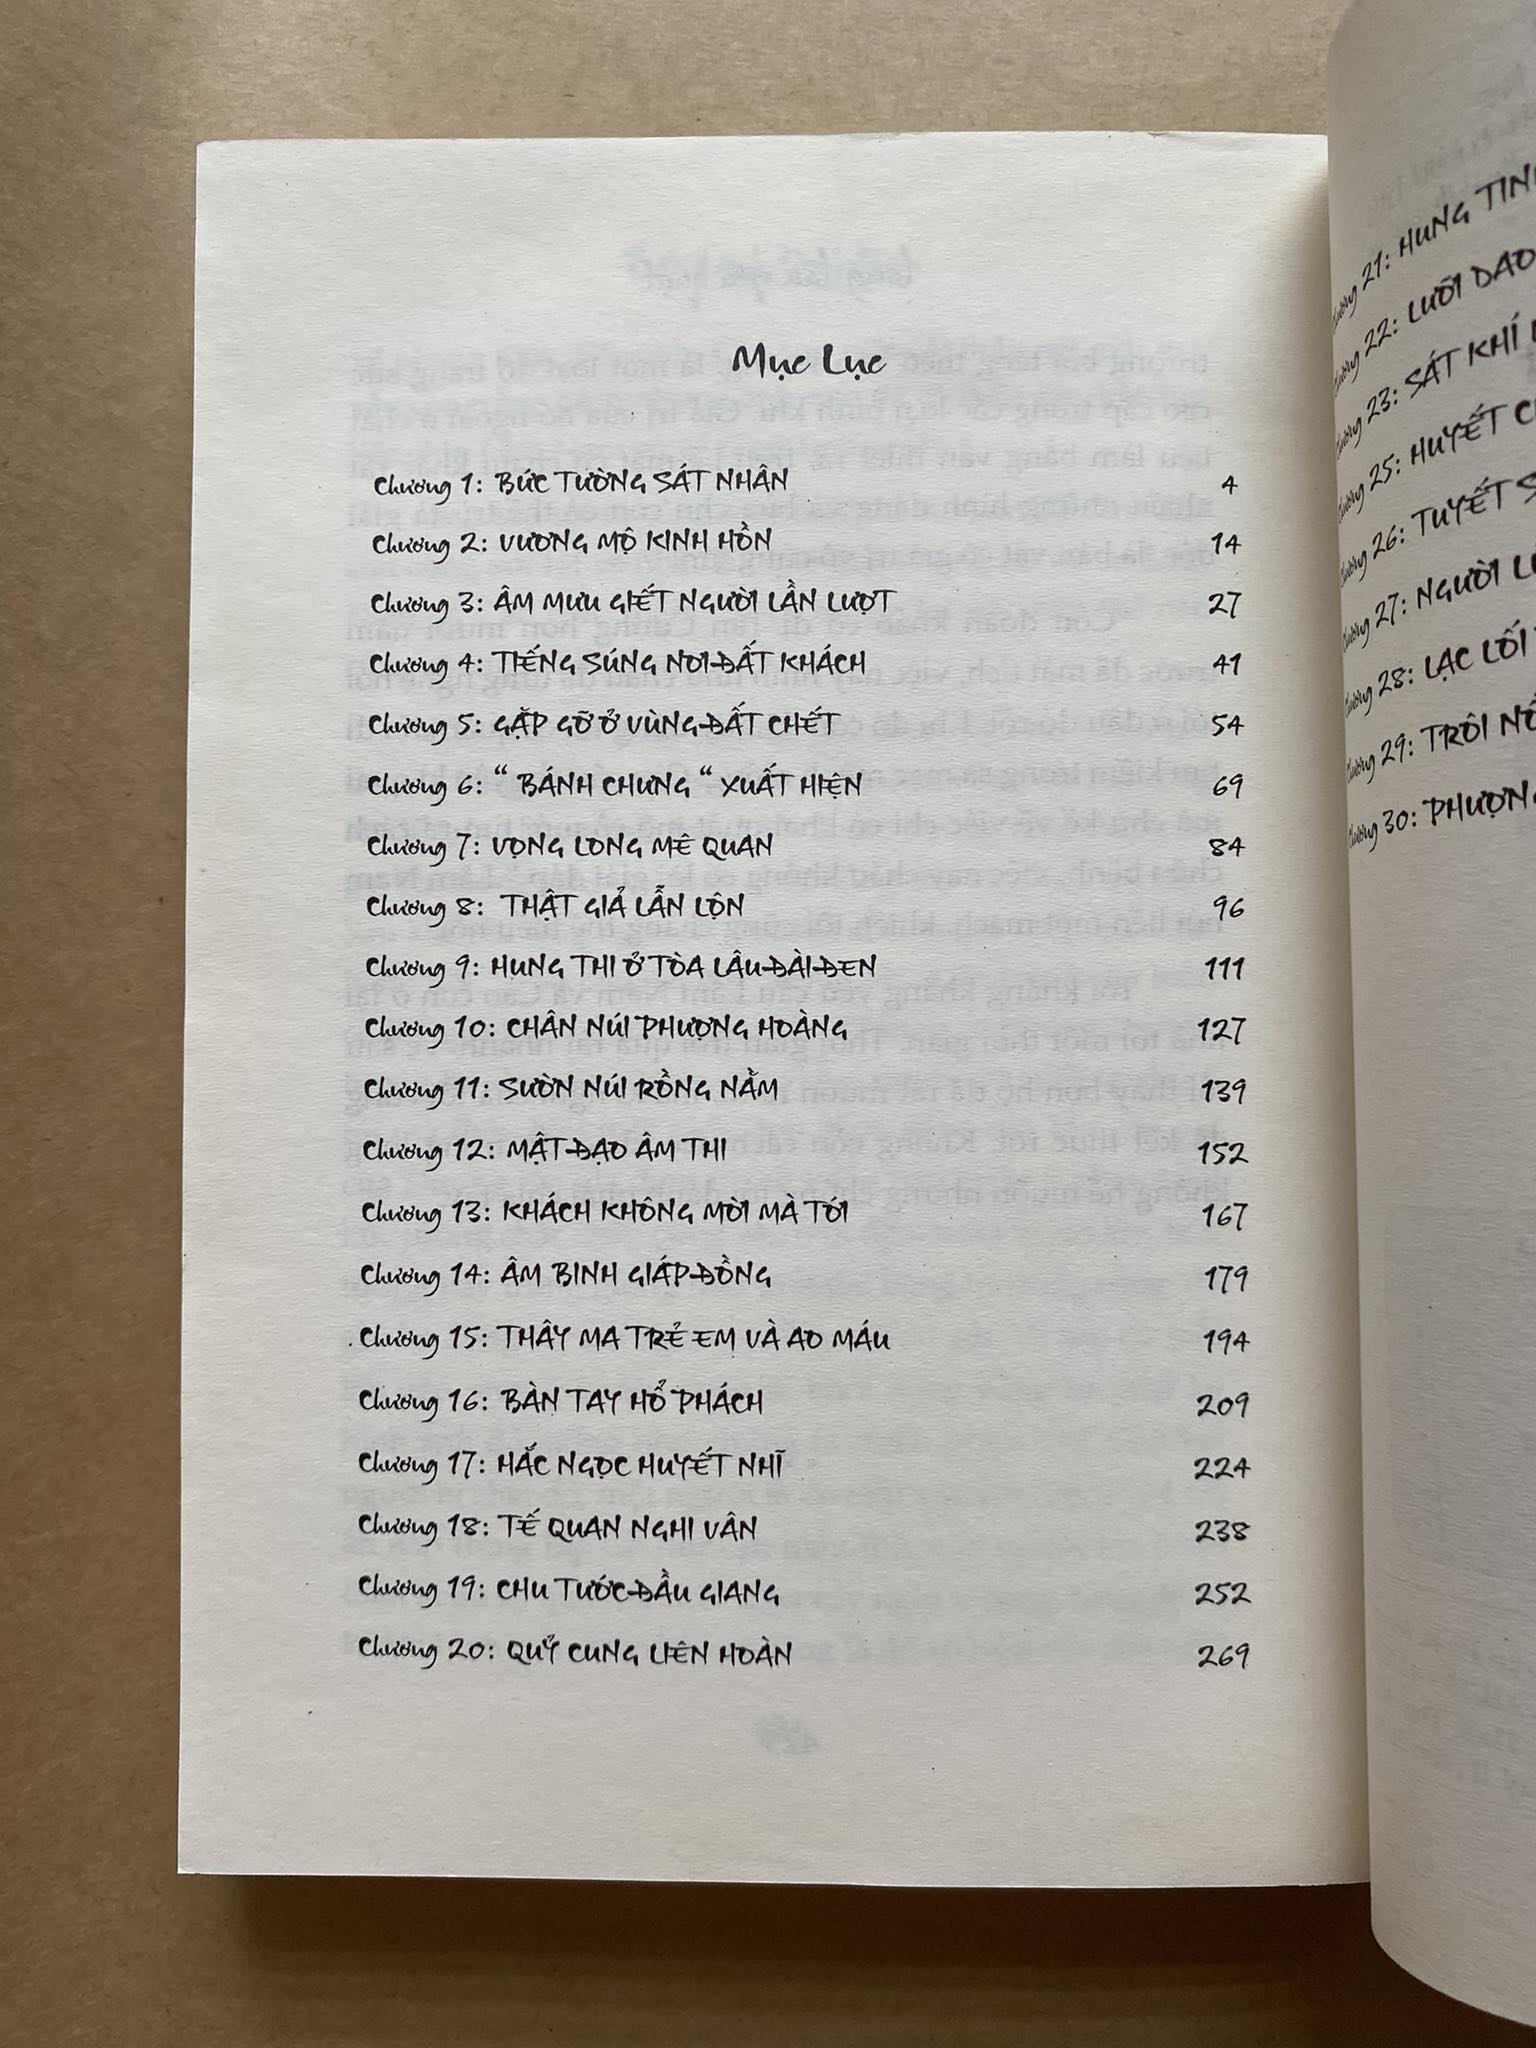 Mục Lục
Chương 1: BỨC TƯỜNG SÁT NHÂN 4
Chương 2: VƯƠNG MỘ KINH HỒN 14
Chương 3: ÂM MƯU GIẾT NGƯỜI LẦN LƯỢT 27
Chương 4: TIẾNG SÚNG NƠI ĐẤT KHÁCH 41
Chương 5: GẶP GỠ Ở VÙNG ĐẤT CHẾT 54
Chương 6: “ BÁNH CHƯNG “ XUẤT HIỆN 69
Chương 7: VỌNG LONG MÊ QUAN 84
Chương 8: THẬT GIẢ LẪN LỘN 96
Chương 9: HUNG THI Ở TÒA LÂU ĐÀI ĐEN 111
Chương 10: CHÂN NÚI PHƯỢNG HOÀNG 127
Chương 11: SƯỜN NÚI RỒNG NẰM 139
Chương 12: MẬT ĐẠO ÂM THI 152
Chương 13: KHÁCH KHÔNG MỜI MÀ TỚI 167
Chương 14: ÂM BINH GIÁP ĐỒNG 179
Chương 15: THÂY MA TRẺ EM VÀ AO MÁU 194
Chương 16: BÀN TAY HỔ PHÁCH 209
Chương 17: HẮC NGỌC HUYẾT NHĨ 224
Chương 18: TẾ QUAN NGHI VÂN 238
Chương 19: CHU TƯỚC ĐẦU GIANG 252
Chương 20: QUỶ CUNG LIÊN HOÀN 269
Chương 21: HUNG
Chương 22: LƯỠI DAO
Chương 23: SÁT KHÍ
Chương 25: HUYẾT
Chương 26: TUYẾT
Chương 27: NGƯỜI
Chương 28: LẠC LỐI
Chương 29: TRÔI
Chương 30: